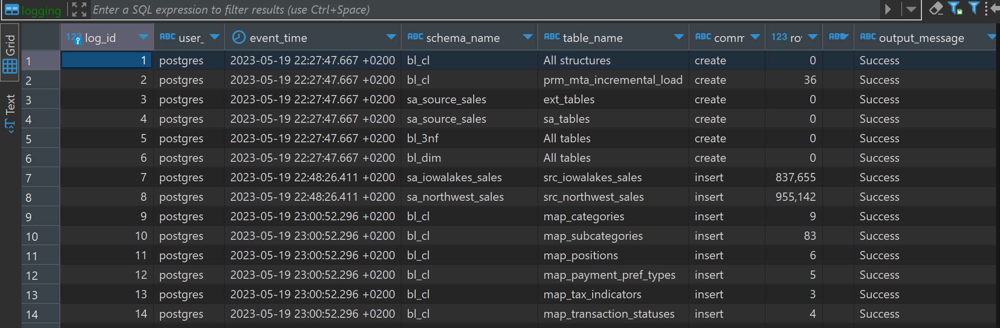 logging Enter a SQL expression to filter results (use Ctrl+Space)
Grid
Text
123 log_id ABC user_ event_time ABC schema_name ABC table_name ABC comm 123 ro ABC ABC output_message
1 1 postgres 2023-05-19 22:27:47.667 +0200 bl_cl All structures create 0 Success
2 2 postgres 2023-05-19 22:27:47.667 +0200 bl_cl prm_mta_incremental_load create 36 Success
3 3 postgres 2023-05-19 22:27:47.667 +0200 sa_source_sales ext_tables create 0 Success
4 4 postgres 2023-05-19 22:27:47.667 +0200 sa_source_sales sa_tables create 0 Success
5 5 postgres 2023-05-19 22:27:47.667 +0200 bl_3nf All tables create 0 Success
6 6 postgres 2023-05-19 22:27:47.667 +0200 bl_dim All tables create 0 Success
7 7 postgres 2023-05-19 22:48:26.411 +0200 sa_iowalakes_sales src_iowalakes_sales insert 837,655 Success
8 8 postgres 2023-05-19 22:48:26.411 +0200 sa_northwest_sales src_northwest_sales insert 955,142 Success
9 9 postgres 2023-05-19 23:00:52.296 +0200 bl_cl map_categories insert 9 Success
10 10 postgres 2023-05-19 23:00:52.296 +0200 bl_cl map_subcategories insert 83 Success
11 11 postgres 2023-05-19 23:00:52.296 +0200 bl_cl map_positions insert 6 Success
12 12 postgres 2023-05-19 23:00:52.296 +0200 bl_cl map_payment_pref_types insert 5 Success
13 13 postgres 2023-05-19 23:00:52.296 +0200 bl_cl map_tax_indicators insert 3 Success
14 14 postgres 2023-05-19 23:00:52.296 +0200 bl_cl map_transaction_statuses insert 4 Success